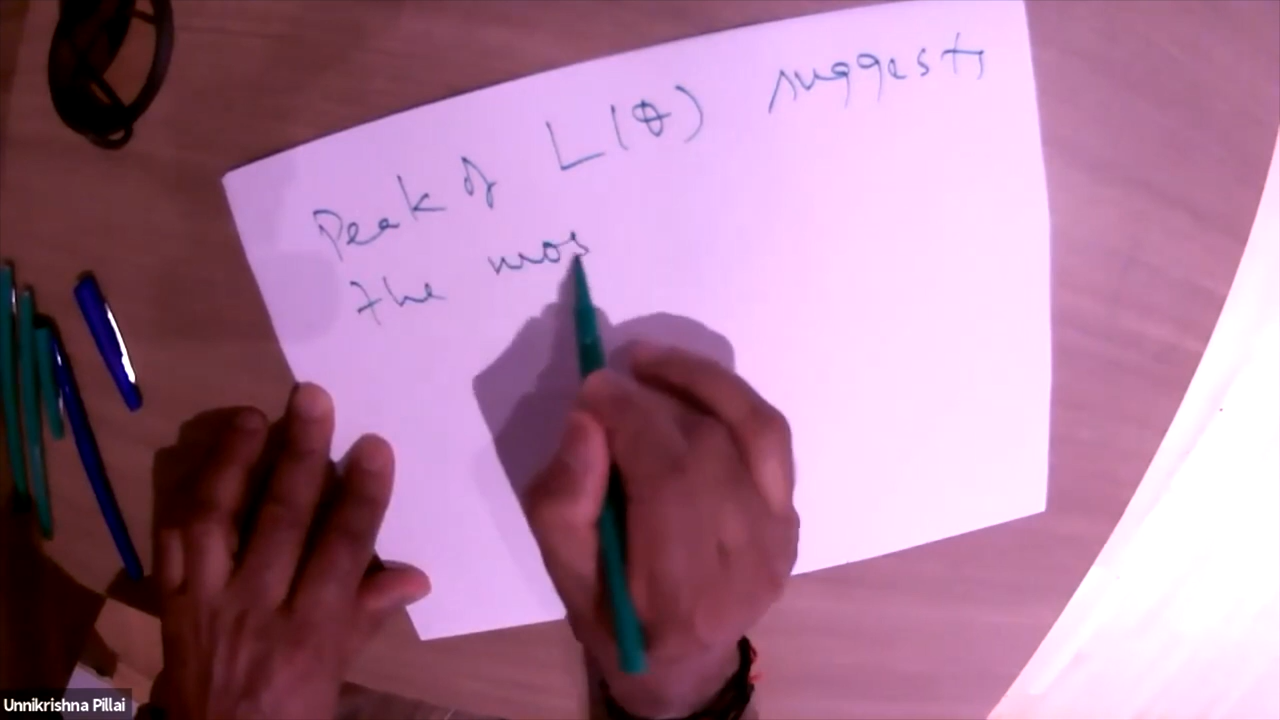 Peak of L(θ) suggests
the mos
Unnikrishna Pillai